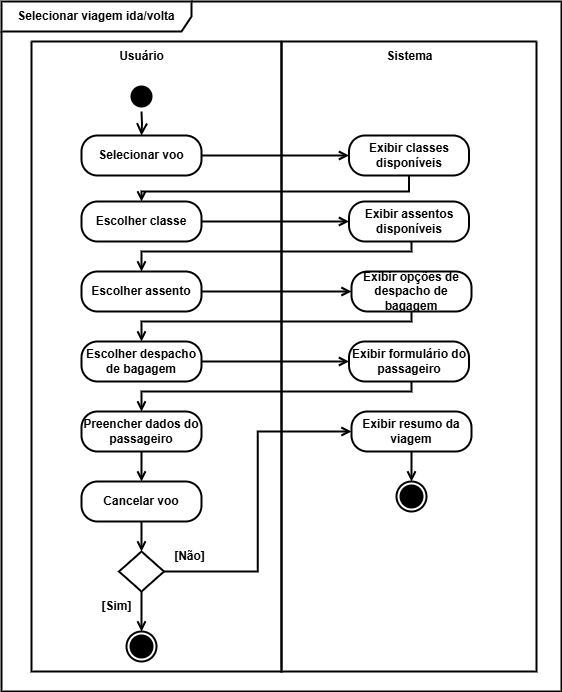 Selecionar viagem ida/volta
Usuário
Sistema
Selecionar voo
Exibir classes
disponíveis
Escolher classe
Exibir assentos
disponíveis
Escolher assento
Exibir opções de
despacho de
bagagem
Escolher despacho
de bagagem
Exibir formulário do
passageiro
Preencher dados do
passageiro
Exibir resumo da
viagem
Cancelar voo
[Não]
[Sim]